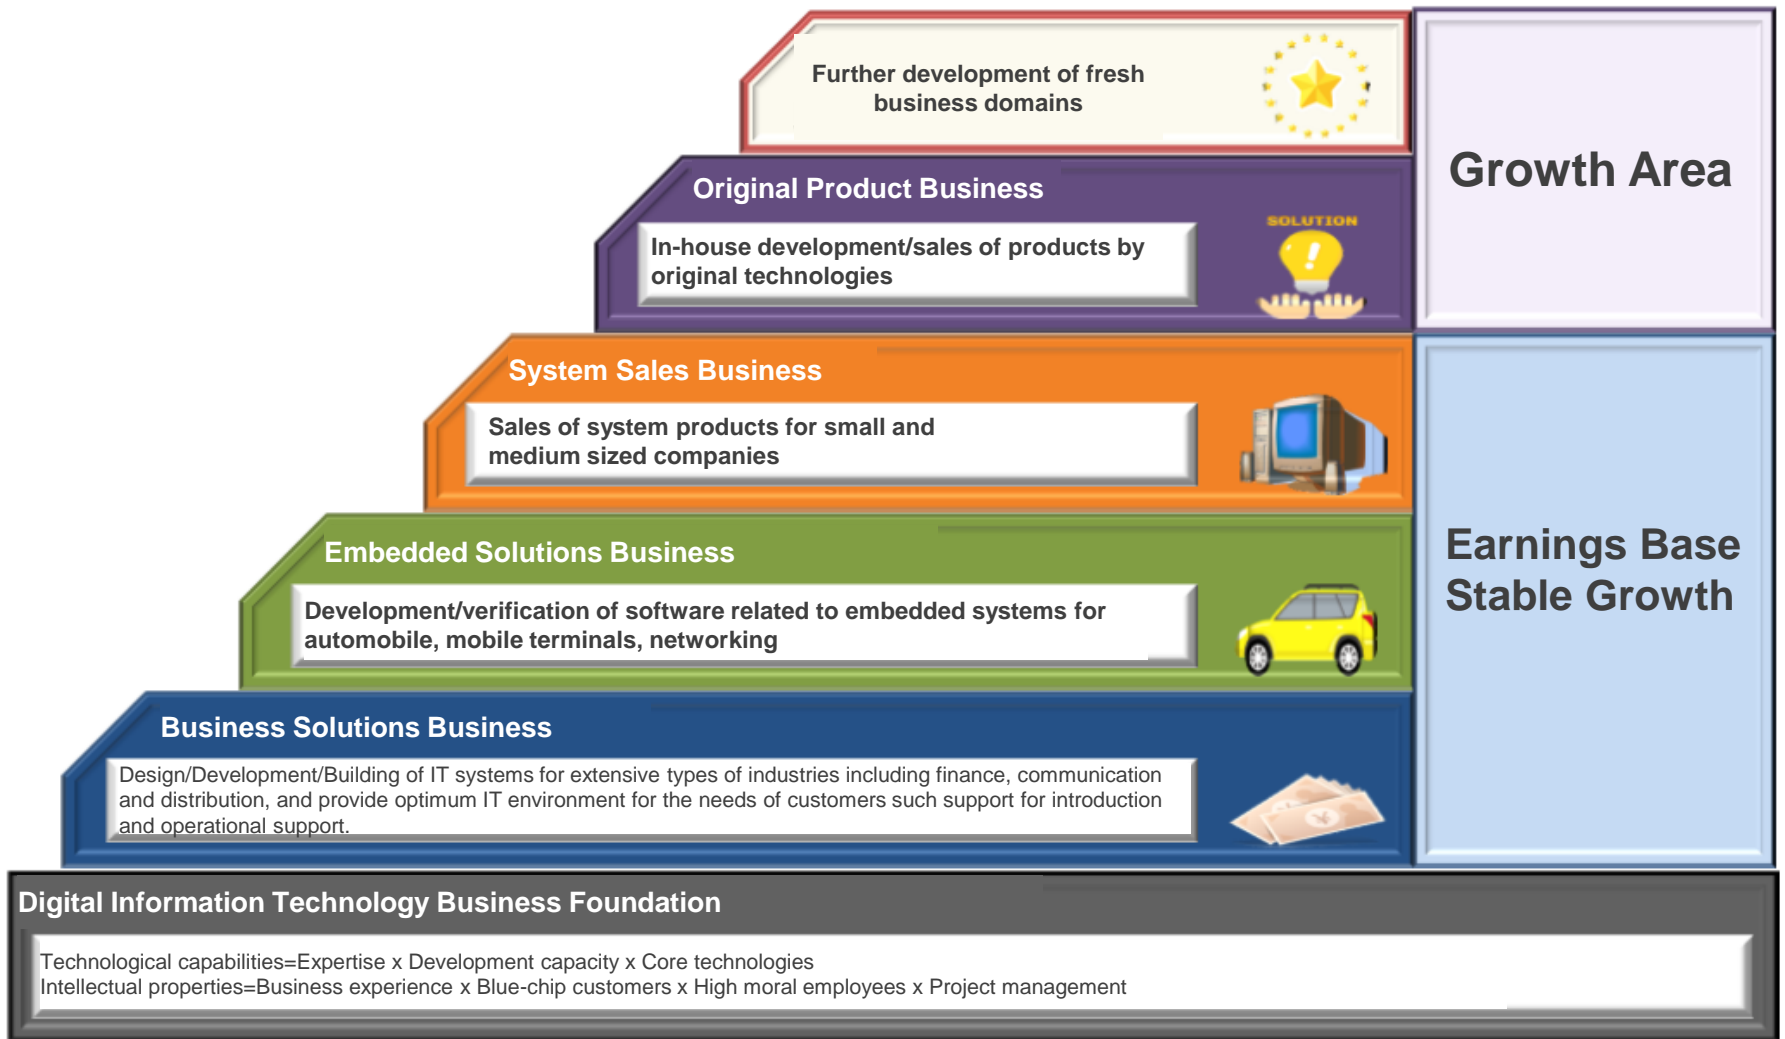 Further development of fresh
business domains
Growth Area
Original Product Business
SOLUTION
In-house development/sales of products by
original technologies
System Sales Business
Sales of system products for small and
medium sized companies
Earnings Base
Stable Growth
Embedded Solutions Business
Development/verification of software related to embedded systems for
automobile, mobile terminals, networking
Business Solutions Business
Design/Development/Building of IT systems for extensive types of industries including finance, communication
and distribution, and provide optimum IT environment for the needs of customers such support for introduction
and operational support.
¥
Digital Information Technology Business Foundation
Technological capabilities=Expertise x Development capacity x Core technologies
Intellectual properties=Business experience x Blue-chip customers x High moral employees x Project management